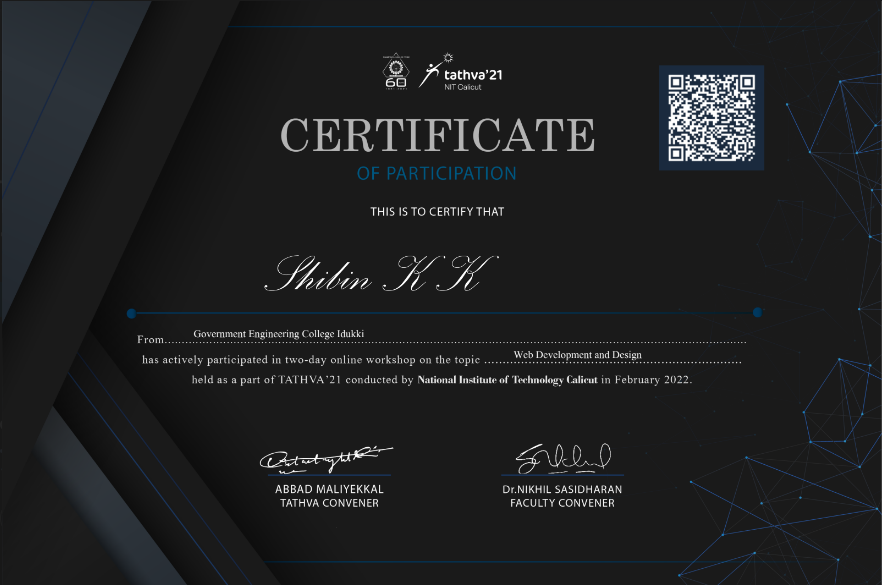 60
tathva'21
NIT Calicut
CERTIFICATE
OF PARTICIPATION
THIS IS TO CERTIFY THAT
Shibin K K
From......Government Engineering College Idukki......
has actively participated in two-day online workshop on the topic ......Web Development and Design......
held as a part of TATHVA'21 conducted by National Institute of Technology Calicut in February 2022.
ABBAD MALIYEKKAL
TATHVA CONVENER
Dr.NIKHIL SASIDHARAN
FACULTY CONVENER